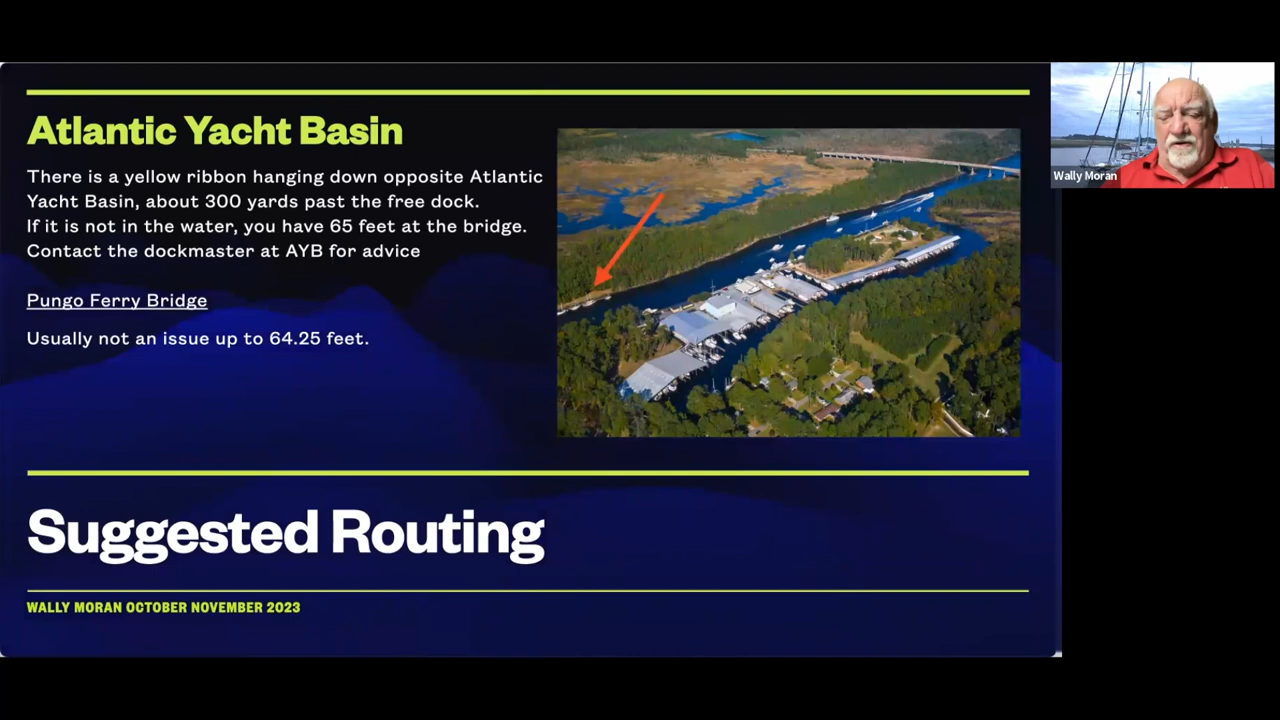 Atlantic Yacht Basin
There is a yellow ribbon hanging down opposite Atlantic
Yacht Basin, about 300 yards past the free dock.
If it is not in the water, you have 65 feet at the bridge.
Contact the dockmaster at AYB for advice
Pungo Ferry Bridge
Usually not an issue up to 64.25 feet.
Suggested Routing
WALLY MORAN OCTOBER NOVEMBER 2023
Wally Moran